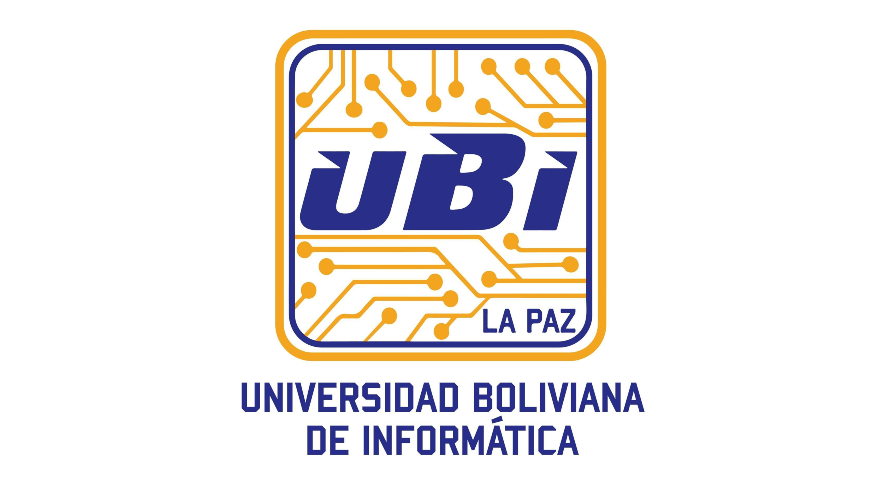 UBI
LA PAZ
UNIVERSIDAD BOLIVIANA
DE INFORMÁTICA